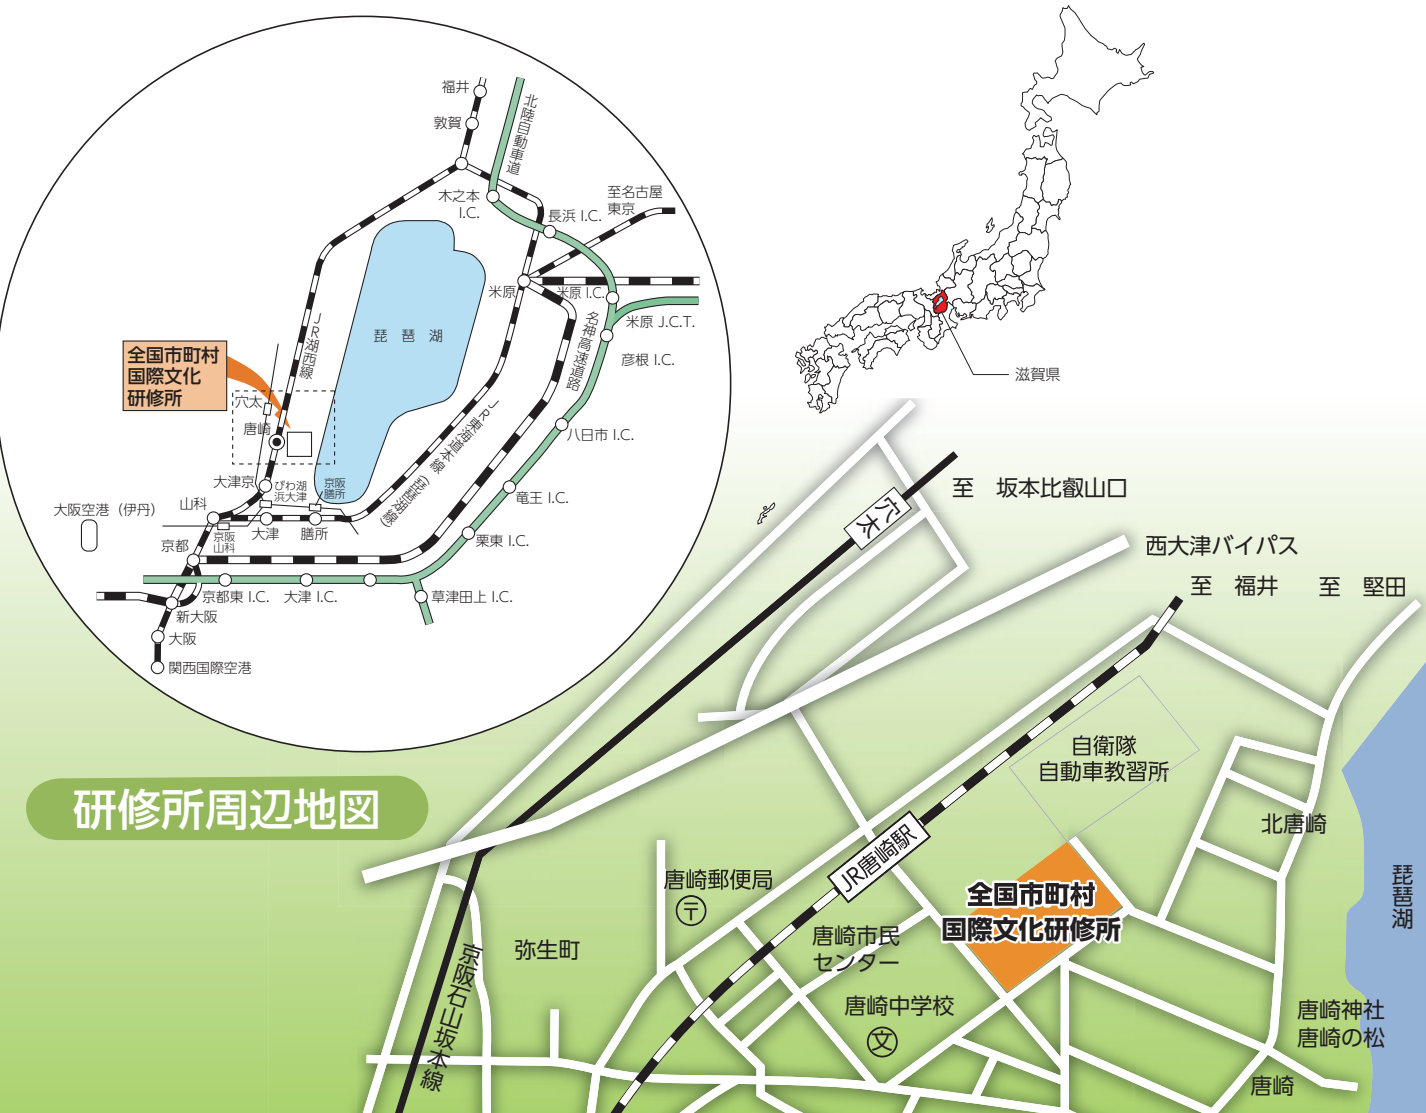 福井
敦賀
北陸自動車道
木之本
I.C.
長浜 I.C.
至名古屋
東京
米原
米原 I.C.
米原 J.C.T.
名神高速道路
彦根 I.C.
琵 琶 湖
JR湖西線
全国市町村
国際文化
研修所
穴太
唐崎
JR東海道本線(琵琶湖線)
八日市 I.C.
大津京
びわ湖
浜大津
京阪
膳所
竜王 I.C.
大阪空港（伊丹）
山科
京阪
山科
大津
膳所
栗東 I.C.
京都
京都東 I.C.
大津 I.C.
草津田上 I.C.
新大阪
大阪
関西国際空港
滋賀県
研修所周辺地図
穴太
至 坂本比叡山口
西大津バイパス
至 福井
至 堅田
自衛隊
自動車教習所
北唐崎
JR唐崎駅
唐崎郵便局
〒
全国市町村
国際文化研修所
琵琶湖
唐崎市民
センター
弥生町
京阪石山坂本線
唐崎中学校
文
唐崎神社
唐崎の松
唐崎